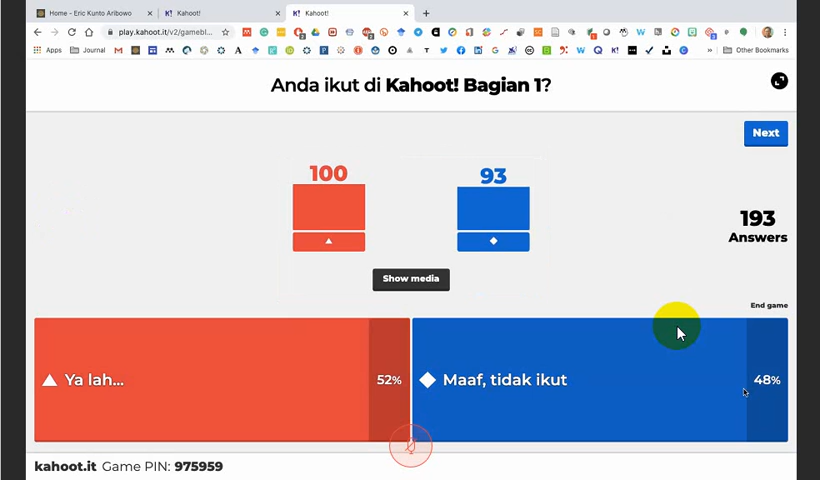 Home - Eric Kunto Aribowo
Kahoot!
Kahoot!
play.kahoot.it/v2/gamebl...
Apps
Journal
Other Bookmarks
Anda ikut di Kahoot! Bagian 1?
Next
100
93
193
Answers
Show media
End game
Ya lah...
52%
Maaf, tidak ikut
48%
kahoot.it Game PIN: 975959